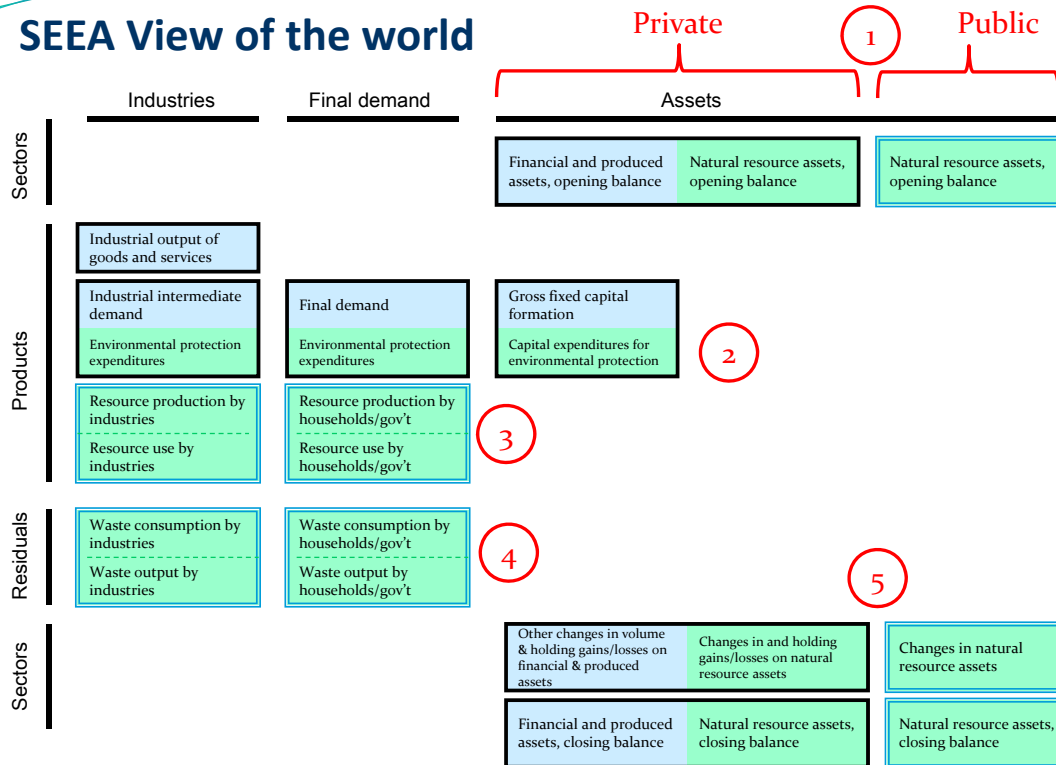 SEEA View of the world
Private
1
Public
Industries
Final demand
Assets
Sectors
Financial and produced
assets, opening balance
Natural resource assets,
opening balance
Natural resource assets,
opening balance
Products
Industrial output of
goods and services
Industrial intermediate
demand
Environmental protection
expenditures
Final demand
Environmental protection
expenditures
Gross fixed capital
formation
Capital expenditures for
environmental protection
2
Resource production by
industries
Resource use by
industries
Resource production by
households/gov't
Resource use by
households/gov't
3
Residuals
Waste consumption by
industries
Waste output by
industries
Waste consumption by
households/gov't
Waste output by
households/gov't
4
5
Sectors
Other changes in volume
& holding gains/losses on
financial & produced
assets
Changes in and holding
gains/losses on natural
resource assets
Changes in natural
resource assets
Financial and produced
assets, closing balance
Natural resource assets,
closing balance
Natural resource assets,
closing balance